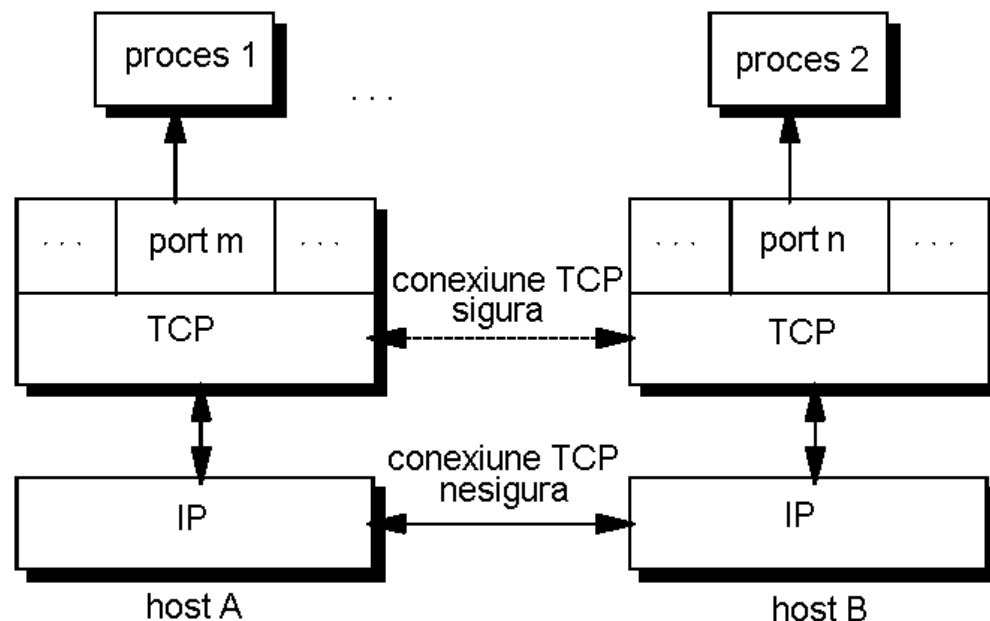 proces 1
proces 2
. . .
. . .
port m
. . .
. . .
port n
. . .
conexiune TCP
sigura
TCP
TCP
conexiune TCP
nesigura
IP
IP
host A
host B